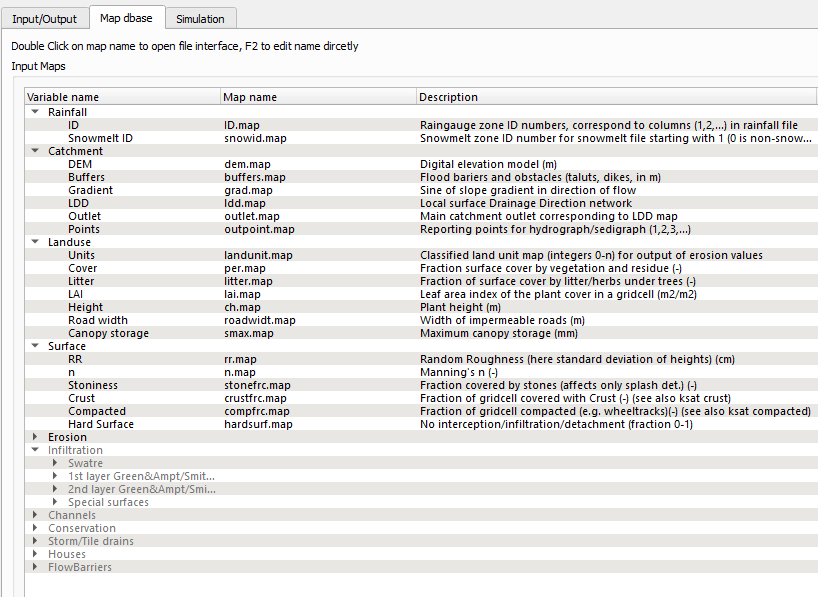 Input/Output Map dbase Simulation
Double Click on map name to open file interface, F2 to edit name dircetly
Input Maps
Variable name Map name Description
Rainfall
ID ID.map Raingauge zone ID numbers, correspond to columns (1,2,...) in rainfall file
Snowmelt ID snowid.map Snowmelt zone ID number for snowmelt file starting with 1 (0 is non-snow...
Catchment
DEM dem.map Digital elevation model (m)
Buffers buffers.map Flood bariers and obstacles (taluts, dikes, in m)
Gradient grad.map Sine of slope gradient in direction of flow
LDD ldd.map Local surface Drainage Direction network
Outlet outlet.map Main catchment outlet corresponding to LDD map
Points outpoint.map Reporting points for hydrograph/sedigraph (1,2,3,...)
Landuse
Units landunit.map Classified land unit map (integers 0-n) for output of erosion values
Cover per.map Fraction surface cover by vegetation and residue (-)
Litter litter.map Fraction of surface cover by litter/herbs under trees (-)
LAI lai.map Leaf area index of the plant cover in a gridcell (m2/m2)
Height ch.map Plant height (m)
Road width roadwidt.map Width of impermeable roads (m)
Canopy storage smax.map Maximum canopy storage (mm)
Surface
RR rr.map Random Roughness (here standard deviation of heights) (cm)
n n.map Manning's n (-)
Stoniness stonefrc.map Fraction covered by stones (affects only splash det.) (-)
Crust crustfrc.map Fraction of gridcell covered with Crust (-) (see also ksat crust)
Compacted compfrc.map Fraction of gridcell compacted (e.g. wheeltracks)(-) (see also ksat compacted)
Hard Surface hardsurf.map No interception/infiltration/detachment (fraction 0-1)
Erosion
Infiltration
Swatre
1st layer Green&Ampt/Smit...
2nd layer Green&Ampt/Smi...
Special surfaces
Channels
Conservation
Storm/Tile drains
Houses
FlowBarriers